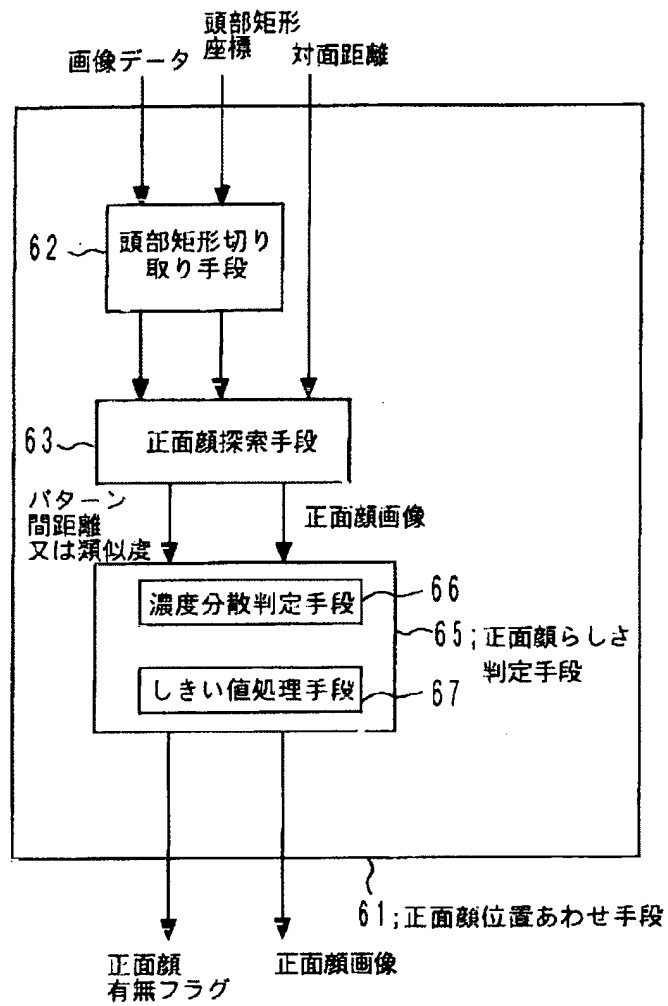 画像データ
頭部矩形
座標
対面距離
62
頭部矩形切り
取り手段
63
正面顔探索手段
パターン
間距離
又は類似度
正面顔画像
濃度分散判定手段
66
65;正面顔らしさ
判定手段
しきい値処理手段
67
61;正面顔位置あわせ手段
正面顔
有無フラグ
正面顔画像